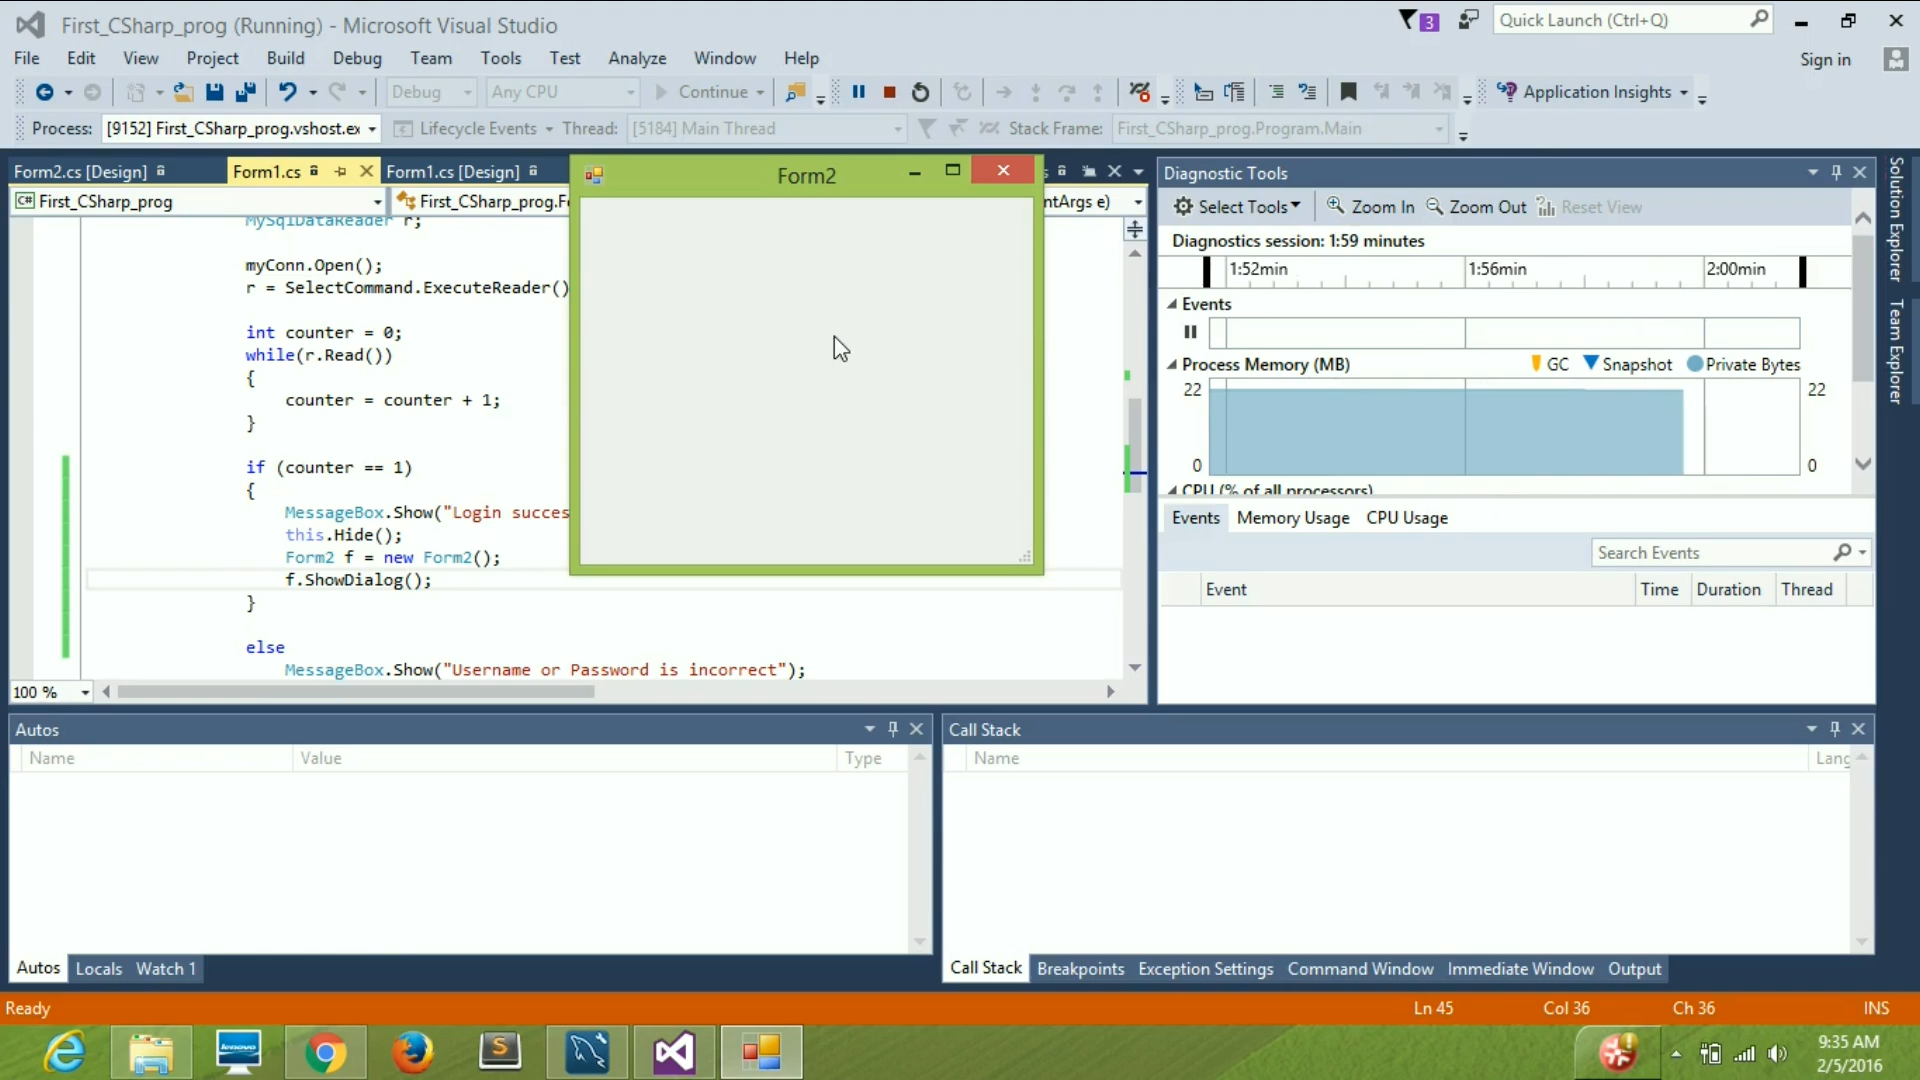 First_CSharp_prog (Running) - Microsoft Visual Studio
3
Quick Launch (Ctrl+Q)
File Edit View Project Build Debug Team Tools Test Analyze Window Help
Sign in
Debug Any CPU Continue Application Insights
Process: [9152] First_CSharp_prog.vshost.ex Lifecycle Events Thread: [5184] Main Thread Stack Frame: First_CSharp_prog.Program.Main
Form2.cs [Design] Form1.cs Form1.cs [Design]
First_CSharp_prog First_CSharp_prog.Fo ntArgs e)
MySqlDataReader r;
myConn.Open();
r = SelectCommand.ExecuteReader()
int counter = 0;
while(r.Read())
{
counter = counter + 1;
}
if (counter == 1)
{
MessageBox.Show("Login succes
this.Hide();
Form2 f = new Form2();
f.ShowDialog();
}
else
MessageBox.Show("Username or Password is incorrect");
100 %
Form2
Diagnostic Tools
Select Tools Zoom In Zoom Out Reset View
Diagnostics session: 1:59 minutes
1:52min 1:56min 2:00min
Events
Process Memory (MB) GC Snapshot Private Bytes
22 22
0 0
CPU (% of all processors)
Events Memory Usage CPU Usage
Search Events
Event Time Duration Thread
Solution Explorer
Team Explorer
Autos
Name Value Type
Autos Locals Watch 1
Call Stack
Name Lang
Call Stack Breakpoints Exception Settings Command Window Immediate Window Output
Ready Ln 45 Col 36 Ch 36 INS
lenovo
S
9:35 AM
2/5/2016